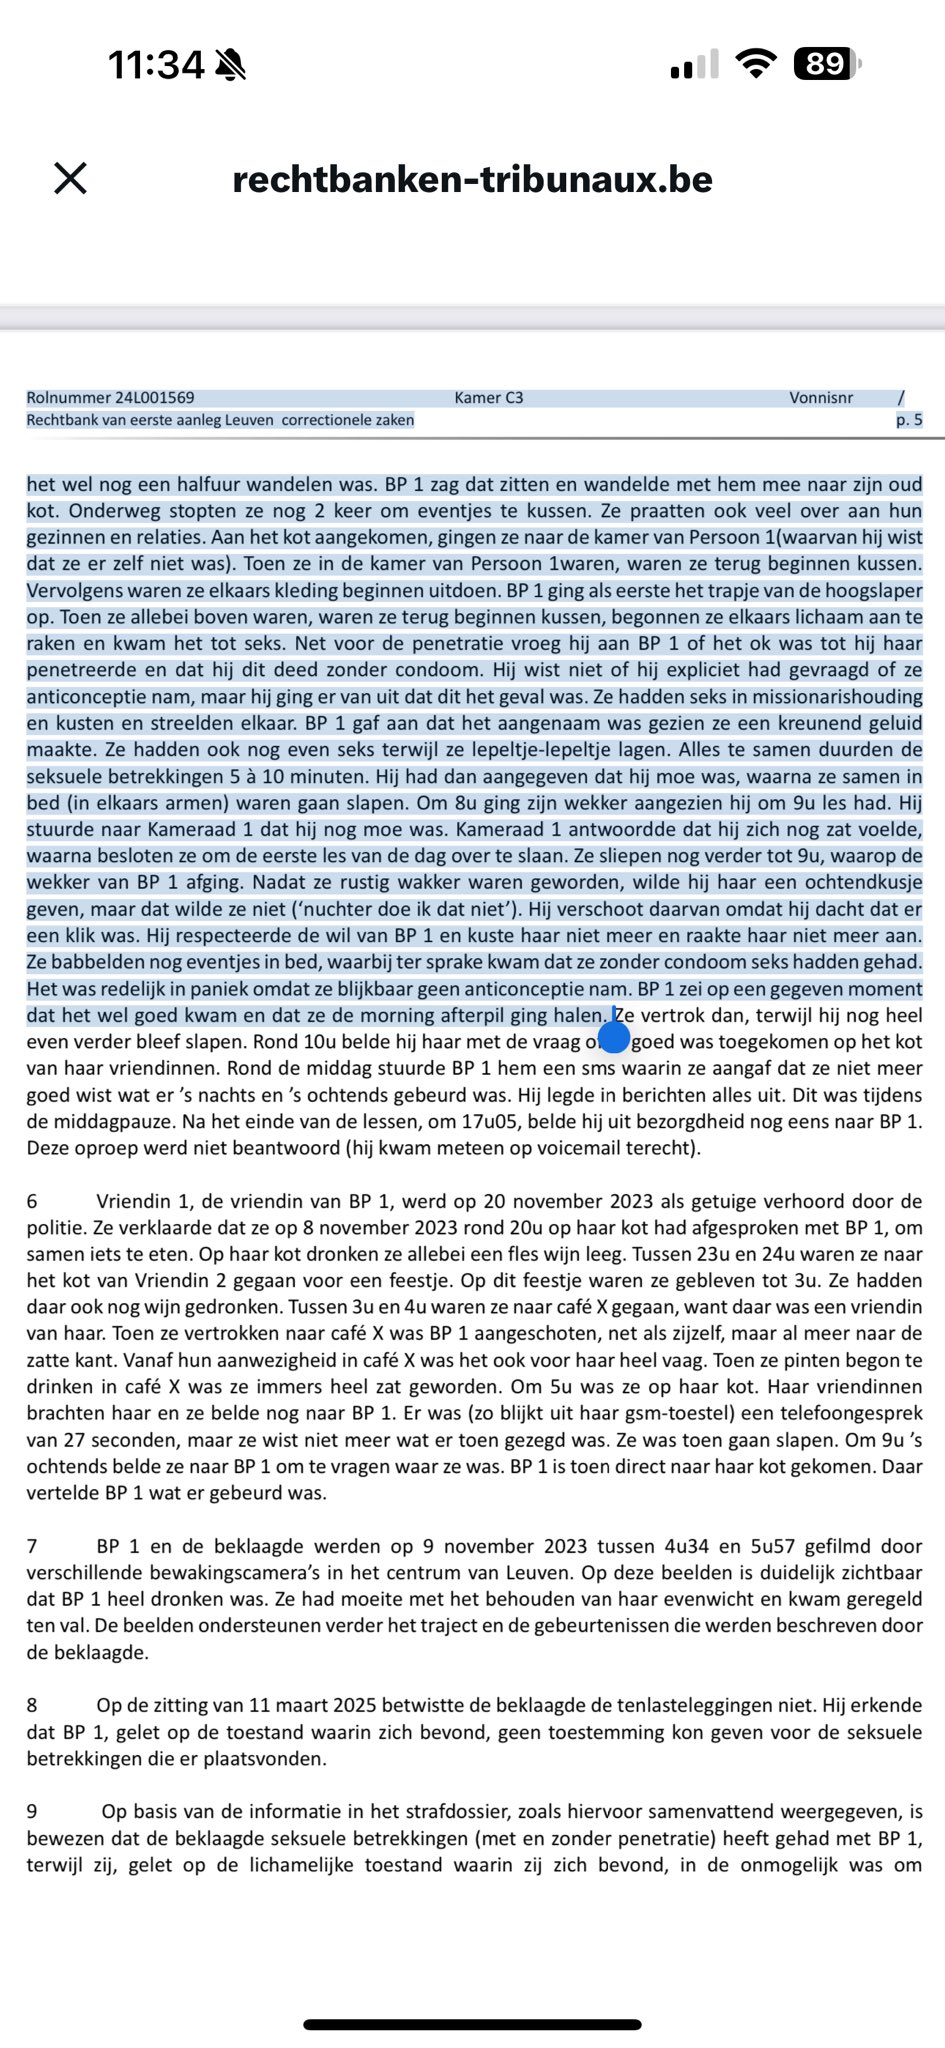 11:34
89
rechtbanken-tribunaux.be
Rolnummer 24L001569 Kamer C3 Vonnisnr /
Rechtbank van eerste aanleg Leuven correctionele zaken p. 5
het wel nog een halfuur wandelen was. BP 1 zag dat zitten en wandelde met hem mee naar zijn oud
kot. Onderweg stopten ze nog 2 keer om eventjes te kussen. Ze praatten ook veel over aan hun
gezinnen en relaties. Aan het kot aangekomen, gingen ze naar de kamer van Persoon 1(waarvan hij wist
dat ze er zelf niet was). Toen ze in de kamer van Persoon 1waren, waren ze terug beginnen kussen.
Vervolgens waren ze elkaars kleding beginnen uitdoen. BP 1 ging als eerste het trapje van de hoogslaper
op. Toen ze allebei boven waren, waren ze terug beginnen kussen, begonnen ze elkaars lichaam aan te
raken en kwam het tot seks. Net voor de penetratie vroeg hij aan BP 1 of het ok was tot hij haar
penetreerde en dat hij dit deed zonder condoom. Hij wist niet of hij expliciet had gevraagd of ze
anticonceptie nam, maar hij ging er van uit dat dit het geval was. Ze hadden seks in missionarishouding
en kusten en streelden elkaar. BP 1 gaf aan dat het aangenaam was gezien ze een kreunend geluid
maakte. Ze hadden ook nog even seks terwijl ze lepeltje-lepeltje lagen. Alles te samen duurden de
seksuele betrekkingen 5 à 10 minuten. Hij had dan aangegeven dat hij moe was, waarna ze samen in
bed (in elkaars armen) waren gaan slapen. Om 8u ging zijn wekker aangezien hij om 9u les had. Hij
stuurde naar Kameraad 1 dat hij nog moe was. Kameraad 1 antwoordde dat hij zich nog zat voelde,
waarna besloten ze om de eerste les van de dag over te slaan. Ze sliepen nog verder tot 9u, waarop de
wekker van BP 1 afging. Nadat ze rustig wakker waren geworden, wilde hij haar een ochtendkusje
geven, maar dat wilde ze niet (‘nuchter doe ik dat niet’). Hij verschoot daarvan omdat hij dacht dat er
een klik was. Hij respecteerde de wil van BP 1 en kuste haar niet meer en raakte haar niet meer aan.
Ze babbelden nog eventjes in bed, waarbij ter sprake kwam dat ze zonder condoom seks hadden gehad.
Het was redelijk in paniek omdat ze blijkbaar geen anticonceptie nam. BP 1 zei op een gegeven moment
dat het wel goed kwam en dat ze de morning afterpil ging halen. Ze vertrok dan, terwijl hij nog heel
even verder bleef slapen. Rond 10u belde hij haar met de vraag goed was toegekomen op het kot
van haar vriendinnen. Rond de middag stuurde BP 1 hem een sms waarin ze aangaf dat ze niet meer
goed wist wat er ’s nachts en ’s ochtends gebeurd was. Hij legde in berichten alles uit. Dit was tijdens
de middagpauze. Na het einde van de lessen, om 17u05, belde hij uit bezorgdheid nog eens naar BP 1.
Deze oproep werd niet beantwoord (hij kwam meteen op voicemail terecht).
6 Vriendin 1, de vriendin van BP 1, werd op 20 november 2023 als getuige verhoord door de
politie. Ze verklaarde dat ze op 8 november 2023 rond 20u op haar kot had afgesproken met BP 1, om
samen iets te eten. Op haar kot dronken ze allebei een fles wijn leeg. Tussen 23u en 24u waren ze naar
het kot van Vriendin 2 gegaan voor een feestje. Op dit feestje waren ze gebleven tot 3u. Ze hadden
daar ook nog wijn gedronken. Tussen 3u en 4u waren ze naar café X gegaan, want daar was een vriendin
van haar. Toen ze vertrokken naar café X was BP 1 aangeschoten, net als zijzelf, maar al meer naar de
zatte kant. Vanaf hun aanwezigheid in café X was het ook voor haar heel vaag. Toen ze pinten begon te
drinken in café X was ze immers heel zat geworden. Om 5u was ze op haar kot. Haar vriendinnen
brachten haar en ze belde nog naar BP 1. Er was (zo blijkt uit haar gsm-toestel) een telefoongesprek
van 27 seconden, maar ze wist niet meer wat er toen gezegd was. Ze was toen gaan slapen. Om 9u ’s
ochtends belde ze naar BP 1 om te vragen waar ze was. BP 1 is toen direct naar haar kot gekomen. Daar
vertelde BP 1 wat er gebeurd was.
7 BP 1 en de beklaagde werden op 9 november 2023 tussen 4u34 en 5u57 gefilmd door
verschillende bewakingscamera’s in het centrum van Leuven. Op deze beelden is duidelijk zichtbaar
dat BP 1 heel dronken was. Ze had moeite met het behouden van haar evenwicht en kwam geregeld
ten val. De beelden ondersteunen verder het traject en de gebeurtenissen die werden beschreven door
de beklaagde.
8 Op de zitting van 11 maart 2025 betwistte de beklaagde de tenlasteleggingen niet. Hij erkende
dat BP 1, gelet op de toestand waarin zich bevond, geen toestemming kon geven voor de seksuele
betrekkingen die er plaatsvonden.
9 Op basis van de informatie in het strafdossier, zoals hiervoor samenvattend weergegeven, is
bewezen dat de beklaagde seksuele betrekkingen (met en zonder penetratie) heeft gehad met BP 1,
terwijl zij, gelet op de lichamelijke toestand waarin zij zich bevond, in de onmogelijk was om